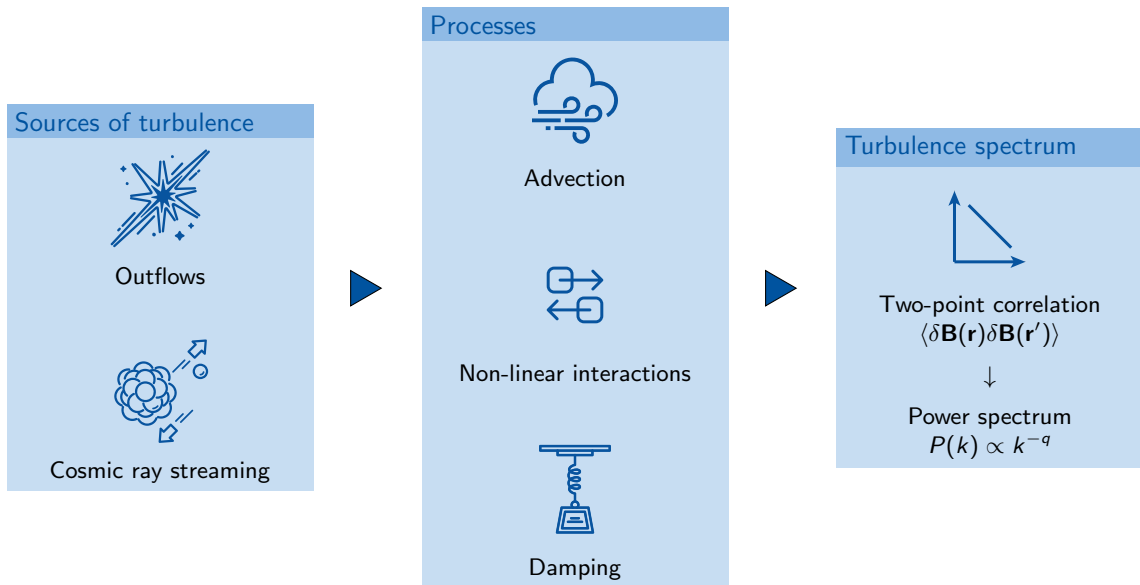 Sources of turbulence
Outflows
Cosmic ray streaming
Processes
Advection
Non-linear interactions
Damping
Turbulence spectrum
Two-point correlation
⟨δB(r)δB(r′)⟩
↓
Power spectrum
P(k) ∝ k⁻q